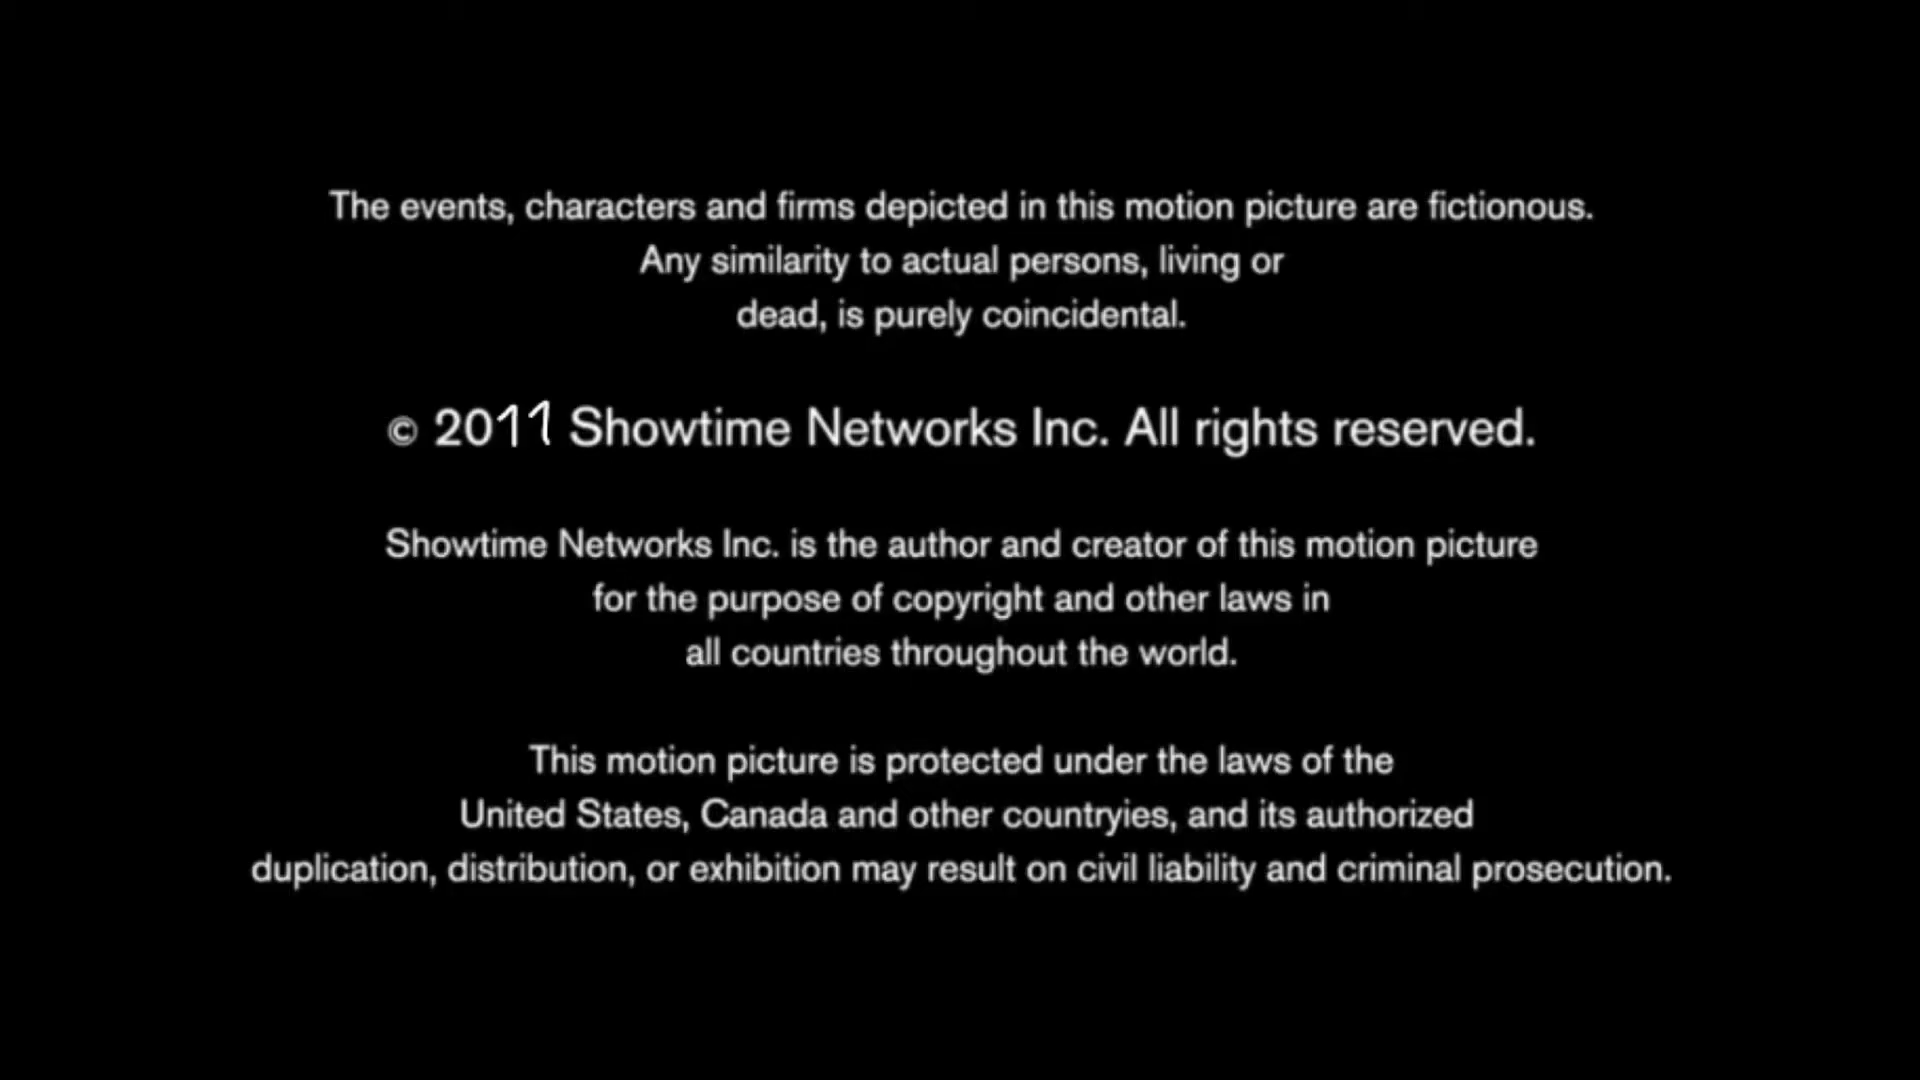 The events, characters and firms depicted in this motion picture are fictionous.
Any similarity to actual persons, living or
dead, is purely coincidental.
© 2011 Showtime Networks Inc. All rights reserved.
Showtime Networks Inc. is the author and creator of this motion picture
for the purpose of copyright and other laws in
all countries throughout the world.
This motion picture is protected under the laws of the
United States, Canada and other countryies, and its authorized
duplication, distribution, or exhibition may result on civil liability and criminal prosecution.